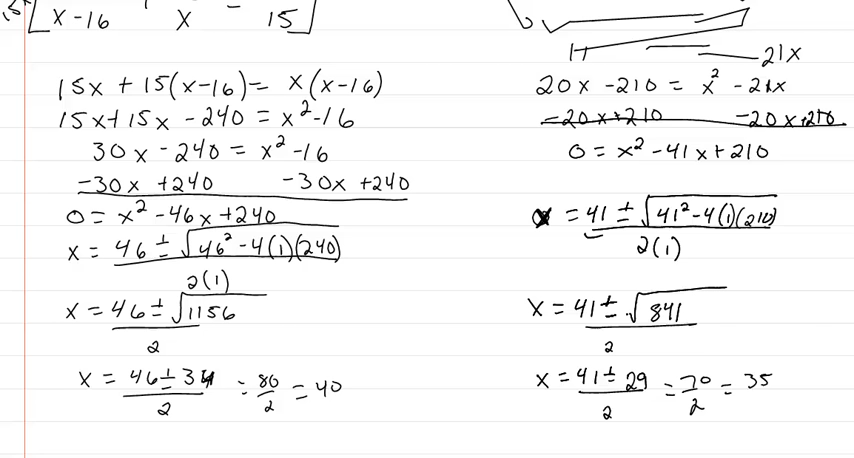 15x
x-16 x 15
15x + 15(x-16) = x(x-16)
15x + 15x - 240 = x² - 16
30x - 240 = x² - 16
-30x +240 -30x +240
0 = x² - 46x + 240
x = 46 ± √46² - 4(1)(240)
2(1)
x = 46 ± √1156
2
x = 46 ± 34 = 80 = 40
2 2
21x
20x - 210 = x² - 21x
-20x+210 -20x+210
0 = x² - 41x + 210
x = 41 ± √41² - 4(1)(210)
2(1)
x = 41 ± √841
2
x = 41 ± 29 = 70 = 35
2 2